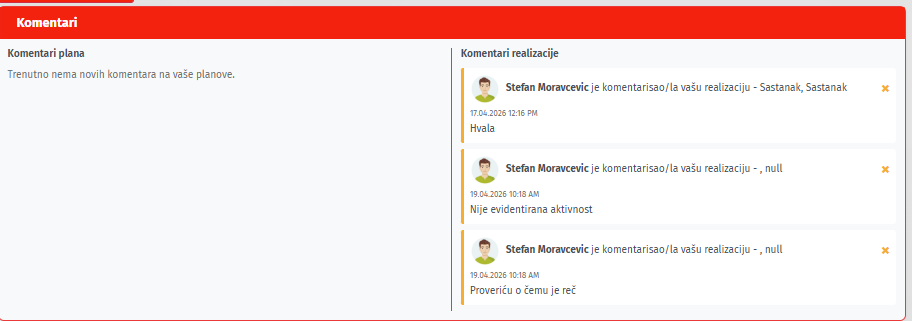 Komentari
Komentari plana
Trenutno nema novih komentara na vaše planove.
Komentari realizacije
Stefan Moravcevic je komentarisao/la vašu realizaciju - Sastanak, Sastanak
17.04.2026 12:16 PM
Hvala
Stefan Moravcevic je komentarisao/la vašu realizaciju - , null
19.04.2026 10:18 AM
Nije evidentirana aktivnost
Stefan Moravcevic je komentarisao/la vašu realizaciju - , null
19.04.2026 10:18 AM
Proveriću o čemu je reč